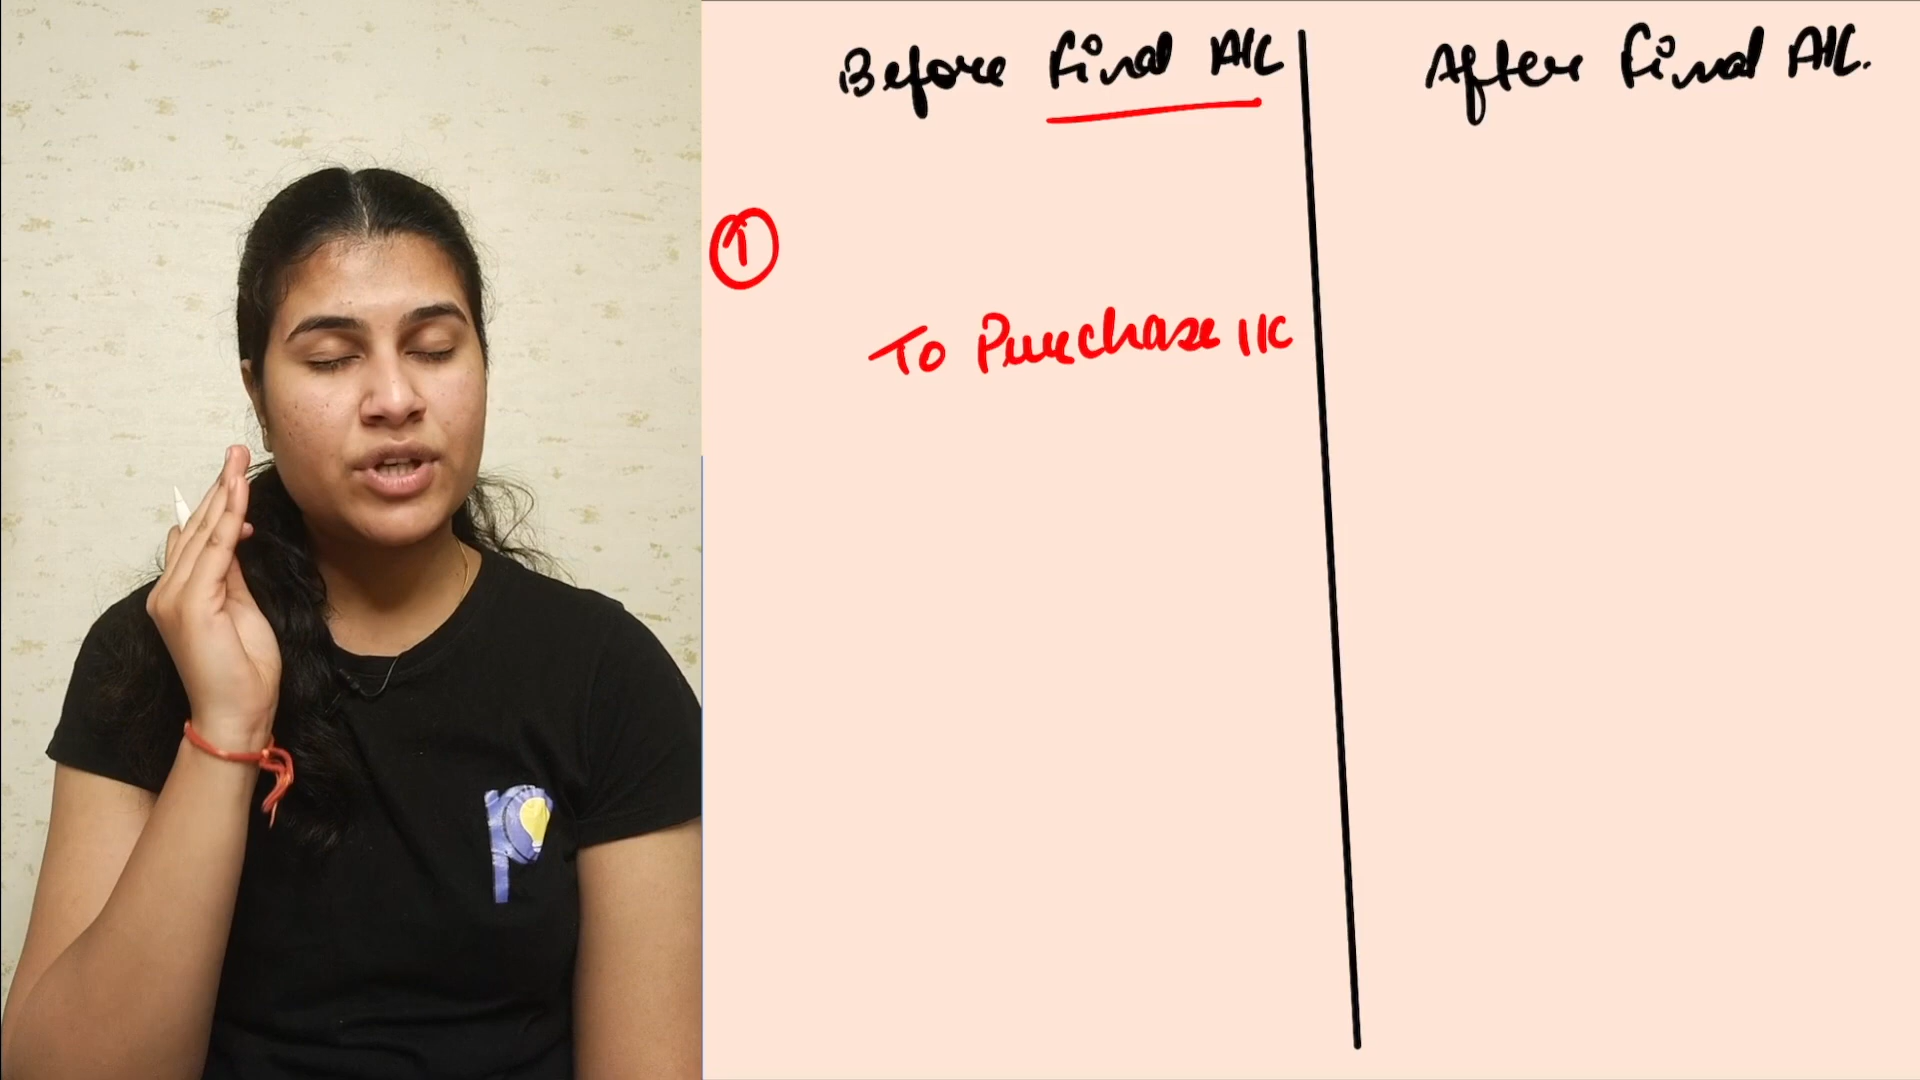 Before Final A/C
After Final A/C.
1
To Purchase A/C